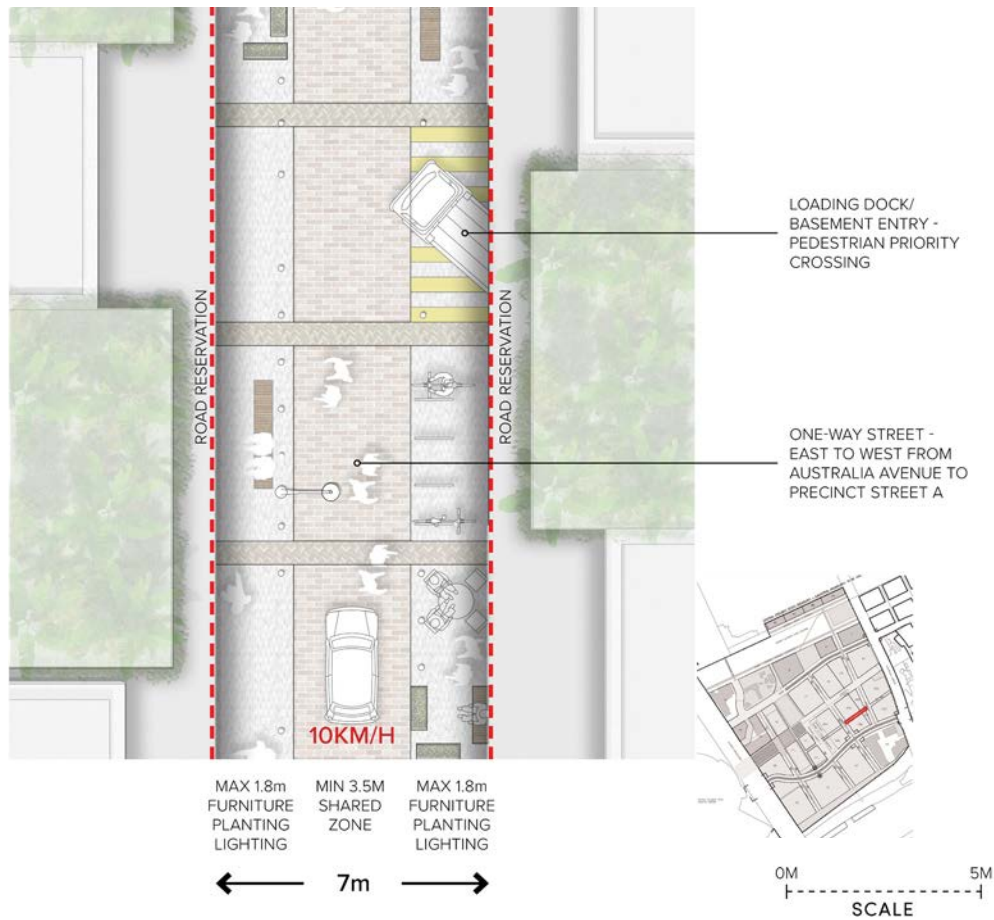 LOADING DOCK/
BASEMENT ENTRY -
PEDESTRIAN PRIORITY
CROSSING
ROAD RESERVATION
ROAD RESERVATION
ONE-WAY STREET -
EAST TO WEST FROM
AUSTRALIA AVENUE TO
PRECINCT STREET A
10KM/H
MAX 1.8m
FURNITURE
PLANTING
LIGHTING
MIN 3.5M
SHARED
ZONE
MAX 1.8m
FURNITURE
PLANTING
LIGHTING
7m
0M
5M
SCALE